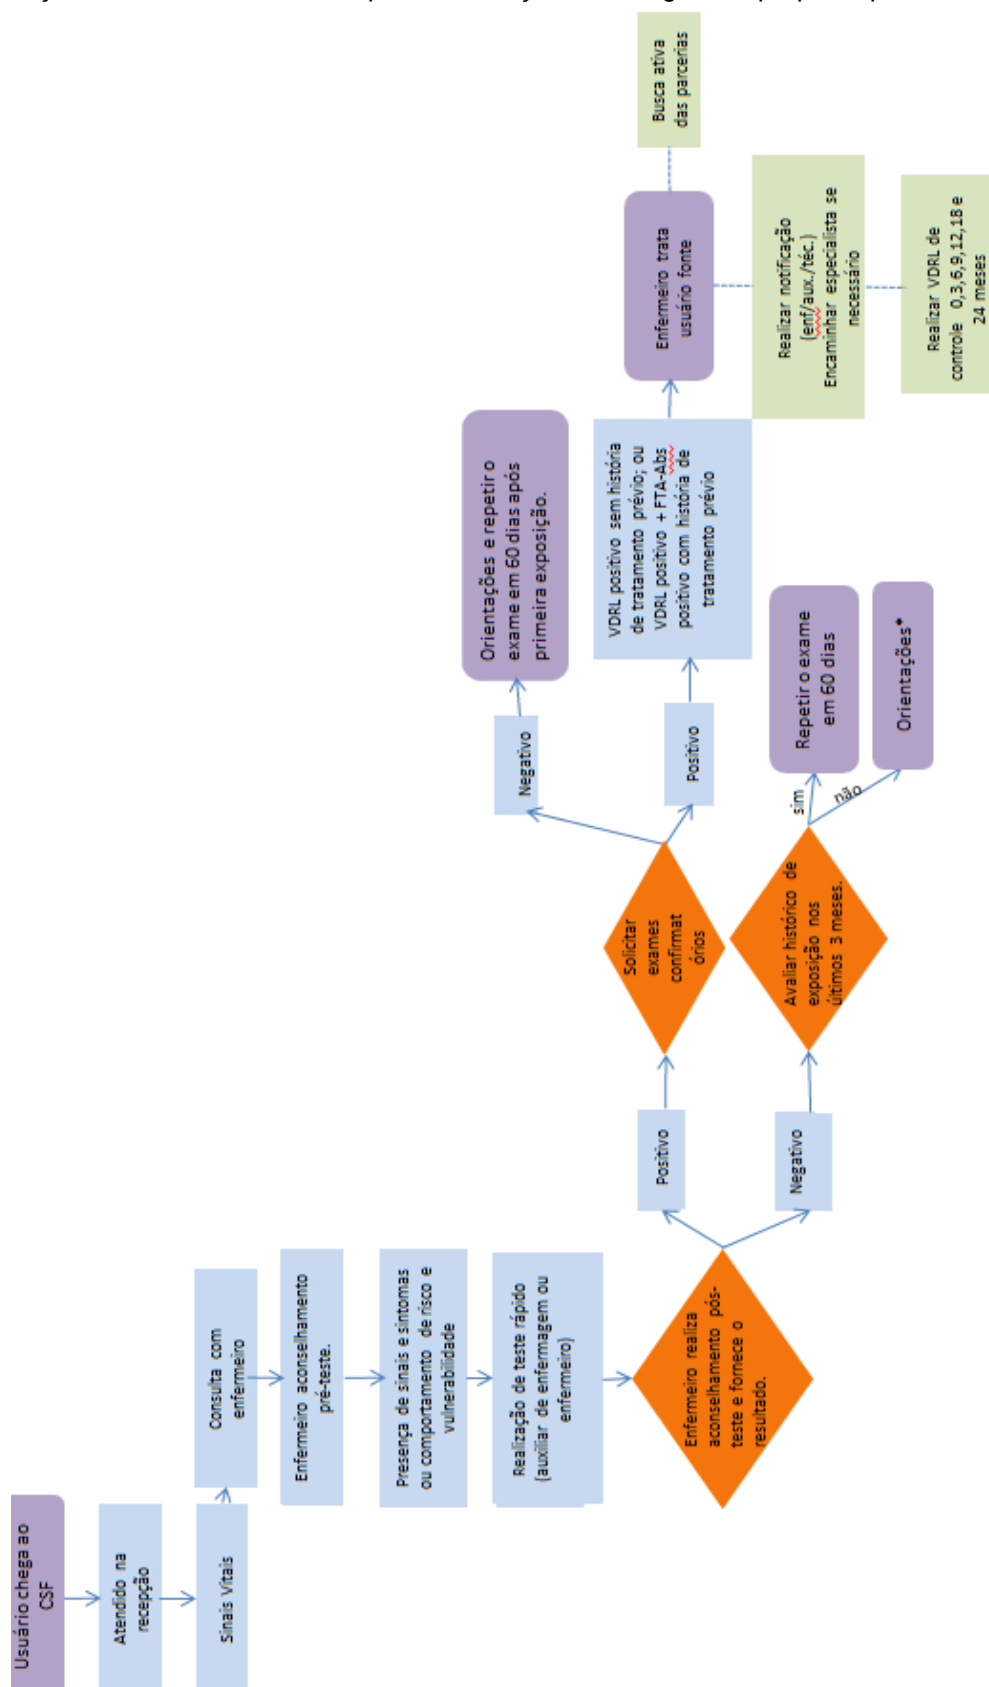 Usuário chega ao
CSF
Atendido na
recepção
Sinais Vitais
Consulta com
enfermeiro
Enfermeiro aconselhamento
pré-teste.
Presença de sinais e sintomas
ou comportamento de risco e
vulnerabilidade
Realização de teste rápido
(auxiliar de enfermagem ou
enfermeiro)
Enfermeiro realiza
aconselhamento pós-
teste e fornece o
resultado.
Positivo
Negativo
Solicitar
exames
confirmat
órios
Avaliar histórico de
exposição nos
últimos 3 meses.
Negativo
Positivo
sim
não
Orientações e repetir o
exame em 60 dias após
primeira exposição.
VDRL positivo sem história
de tratamento prévio; ou
VDRL positivo + FTA-Abs
positivo com história de
tratamento prévio
Repetir o exame
em 60 dias
Orientações*
Enfermeiro trata
usuário fonte
Busca ativa
das parcerias
Realizar notificação
(enf/aux./téc.)
Encaminhar especialista se
necessário
Realizar VDRL de
controle 0,3,6,9,12,18 e
24 meses